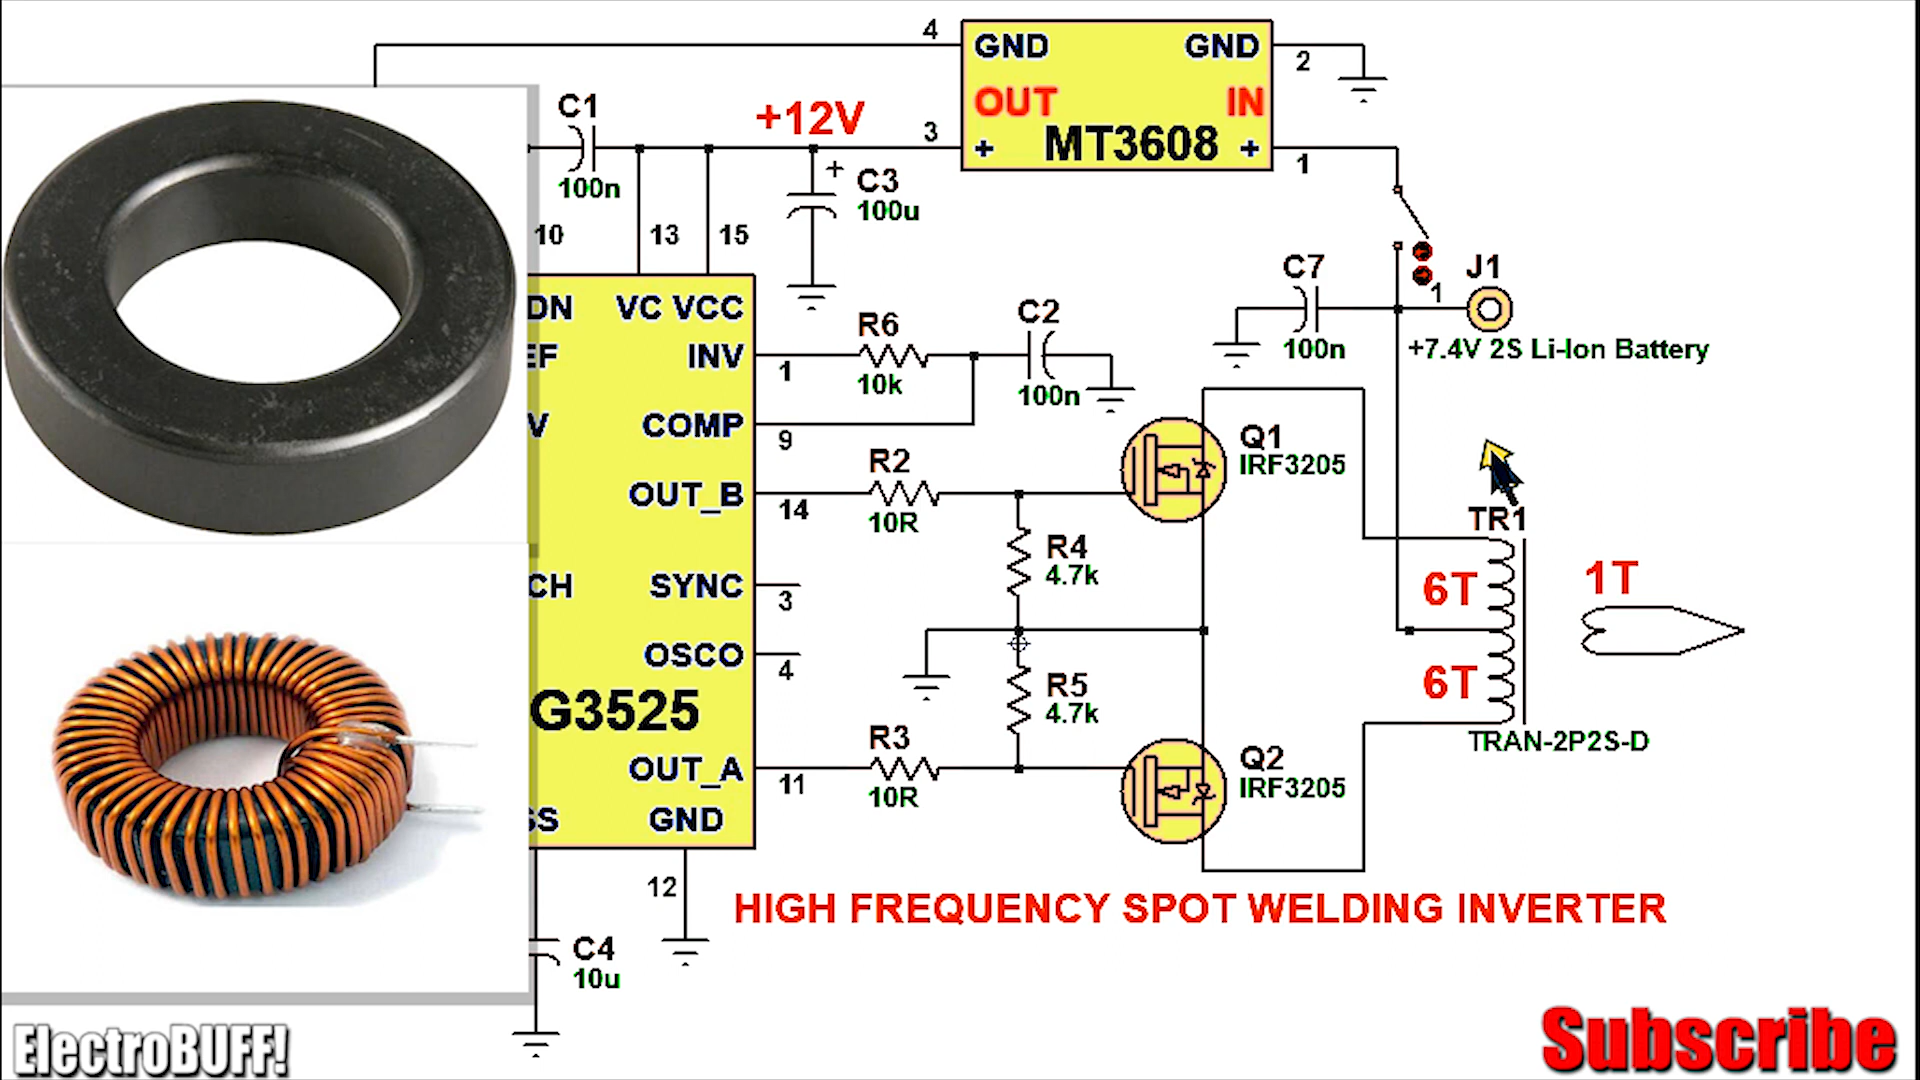 4
GND
GND
2
C1
+12V
OUT
IN
3
+
MT3608
+
1
100n
+
C3
100u
10
13
15
C7
J1
1
DN
VC VCC
100n
+7.4V 2S Li-Ion Battery
EF
INV
1
R6
10k
C2
100n
V
COMP
9
Q1
IRF3205
OUT_B
14
R2
10R
R4
4.7k
TR1
CH
SYNC
3
6T
1T
OSCO
4
R5
4.7k
6T
G3525
TRAN-2P2S-D
OUT_A
11
R3
10R
Q2
IRF3205
SS
GND
12
HIGH FREQUENCY SPOT WELDING INVERTER
C4
10u
ElectroBUFF!
Subscribe